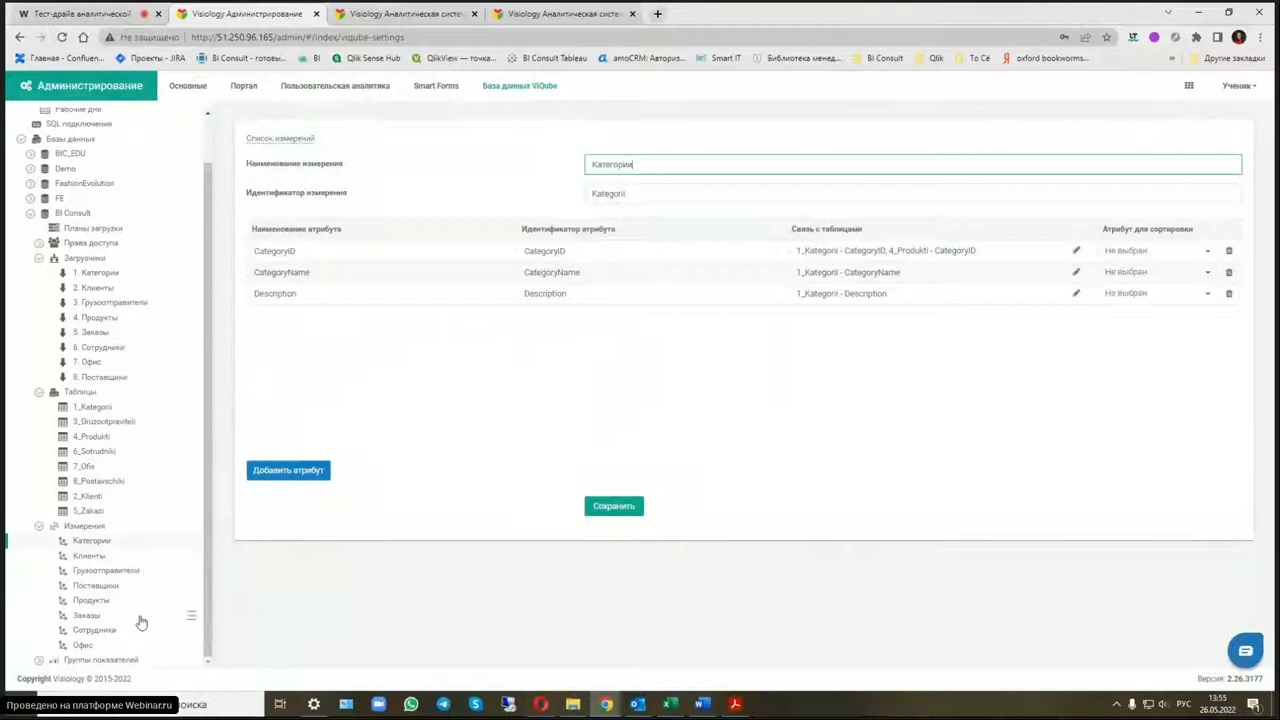 Тест-драйв аналитической
Visiology Администрирование
Visiology Аналитическая систем
Visiology Аналитическая систем
Не защищено
http://51.250.96.165/admin/#/index/viqube-settings
Главная - Confluen...
Проекты - JIRA
BI Consult - готовы...
BI
Qlik Sense Hub
QlikView — точка...
BI Consult Tableau
amoCRM: Авториз...
Smart IT
Библиотека менед...
BI Consult
Qlik
То Сё
oxford bookworms...
»
Другие закладки
Администрирование
Основные
Портал
Пользовательская аналитика
Smart Forms
База данных ViQube
Ученик
Рабочие дни
SQL подключения
Базы данных
BIC_EDU
Demo
FashionEvolution
FE
BI Consult
Планы загрузки
Права доступа
Загрузчики
1. Категории
2. Клиенты
3. Грузоотправители
4. Продукты
5. Заказы
6. Сотрудники
7. Офис
8. Поставщики
Таблицы
1_Kategorii
3_Gruzootpraviteli
4_Produkti
6_Sotrudniki
7_Ofis
8_Postavschiki
2_Klienti
5_Zakazi
Измерения
Категории
Клиенты
Грузоотправители
Поставщики
Продукты
Заказы
Сотрудники
Офис
Группы показателей
Список измерений
Наименование измерения
Категории
Идентификатор измерения
Kategorii
Наименование атрибута Идентификатор атрибута Связь с таблицами Атрибут для сортировки
CategoryID CategoryID 1_Kategorii - CategoryID, 4_Produkti - CategoryID Не выбран
CategoryName CategoryName 1_Kategorii - CategoryName Не выбран
Description Description 1_Kategorii - Description Не выбран
Добавить атрибут
Сохранить
Copyright Visiology © 2015-2022
Версия: 2.26.3177
Проведено на платформе Webinar.ru
поиска
РУС
13:55
26.05.2022